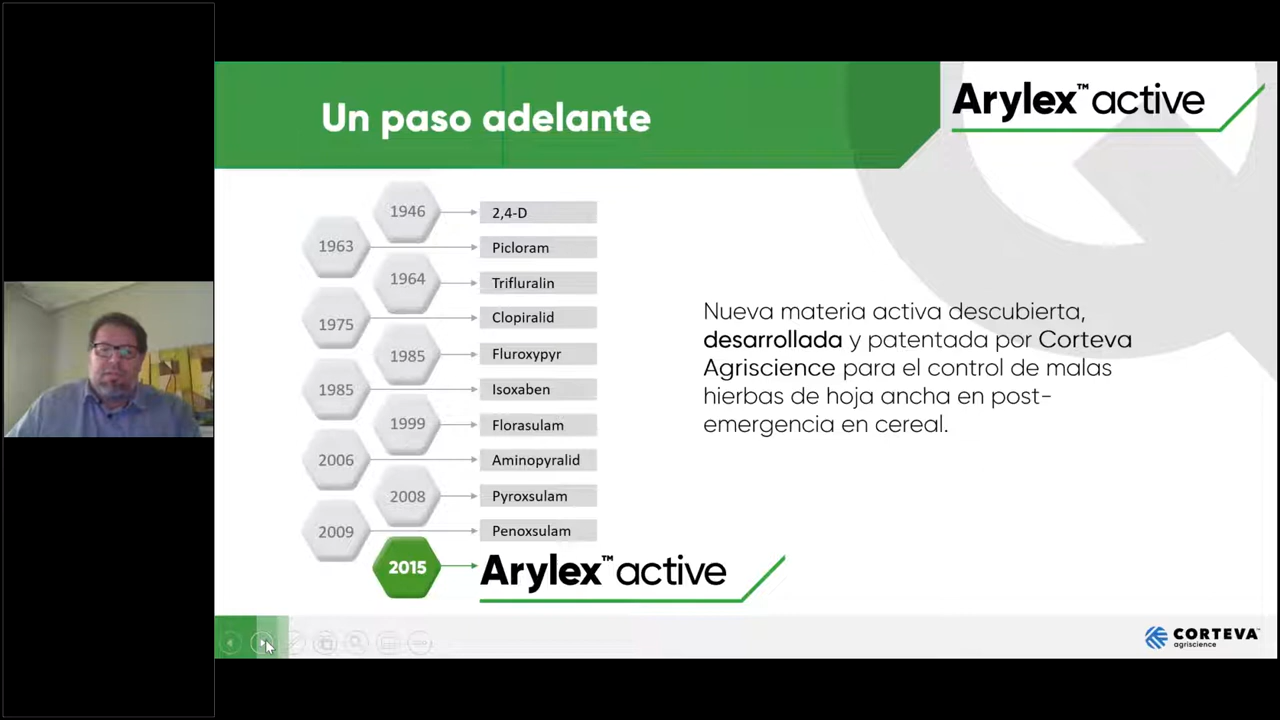 Un paso adelante
Arylex™ active
1946 2,4-D
1963 Picloram
1964 Trifluralin
1975 Clopiralid
1985 Fluroxypyr
1985 Isoxaben
1999 Florasulam
2006 Aminopyralid
2008 Pyroxsulam
2009 Penoxsulam
2015 Arylex™ active
Nueva materia activa descubierta,
desarrollada y patentada por Corteva
Agriscience para el control de malas
hierbas de hoja ancha en post-
emergencia en cereal.
CORTEVA™
agriscience